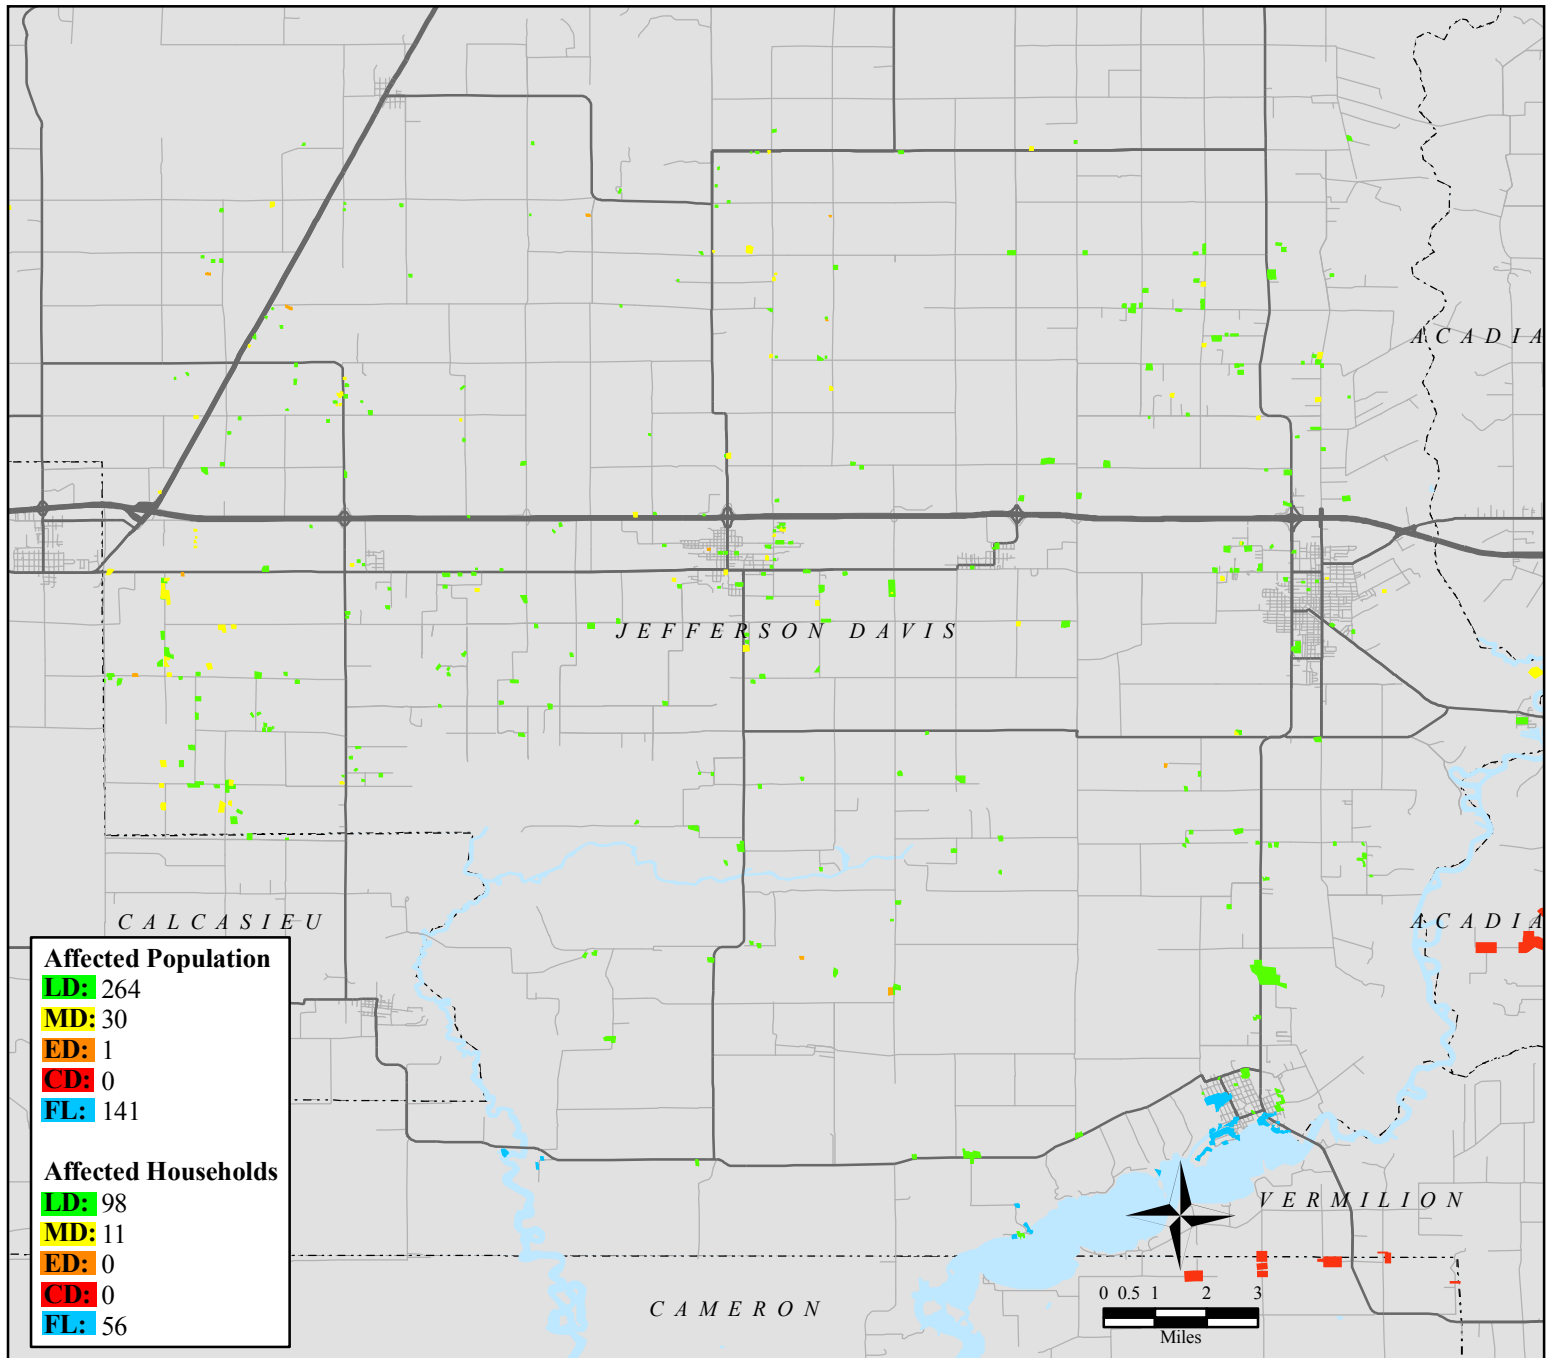 ACADIA
JEFFERSON DAVIS
CALCASIEU
ACADIA
Affected Population
LD: 264
MD: 30
ED: 1
CD: 0
FL: 141
Affected Households
LD: 98
MD: 11
ED: 0
CD: 0
FL: 56
VERMILION
CAMERON
0 0.5 1 2 3
Miles